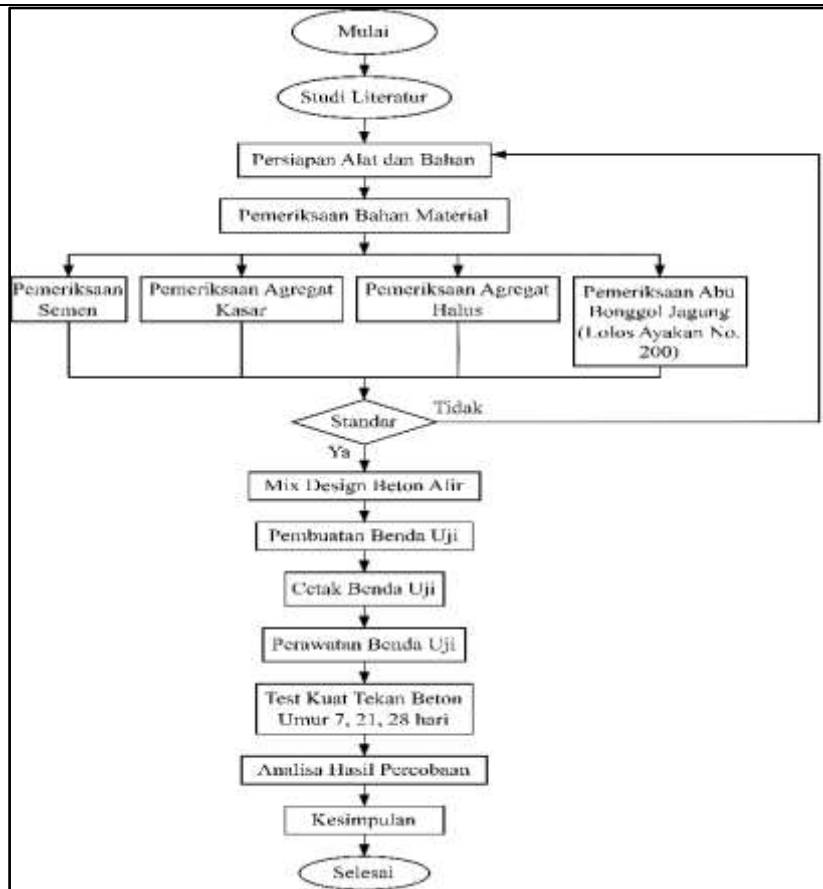 Mulai
Studi Literatur
Persiapan Alat dan Bahan
Pemeriksaan Bahan Material
Pemeriksaan
Semen
Pemeriksaan Agregat
Kasar
Pemeriksaan Agregat
Halus
Pemeriksaan Abu
Bonggol Jagung
(Lolos Ayakan No.
200)
Standar
Tidak
Ya
Mix Design Beton Alir
Pembuatan Benda Uji
Cetak Benda Uji
Perawatan Benda Uji
Test Kuat Tekan Beton
Umur 7, 21, 28 hari
Analisa Hasil Percobaan
Kesimpulan
Selesai